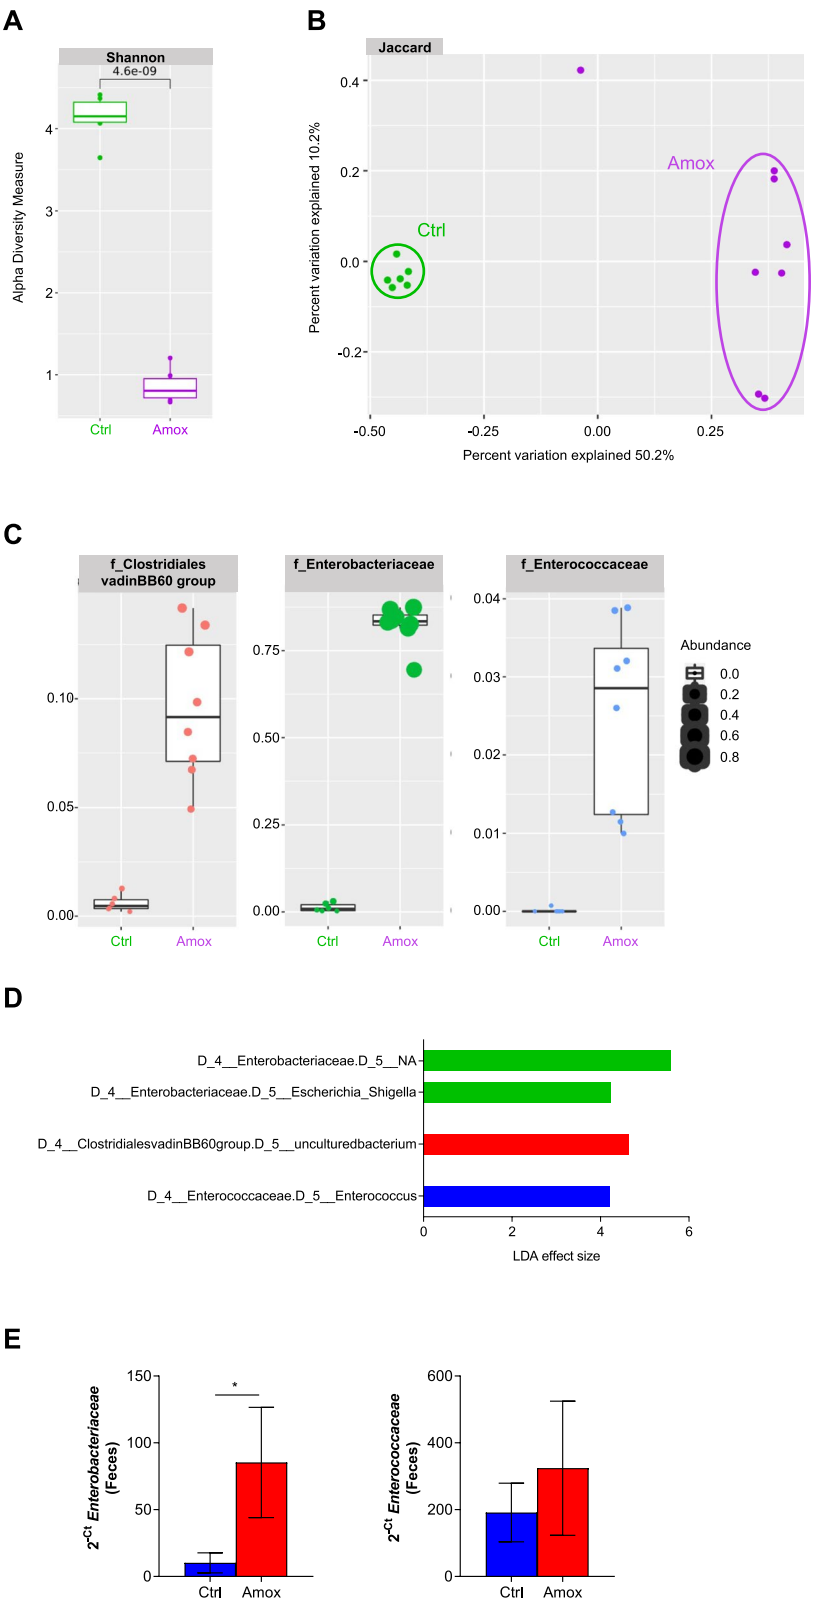 A
Shannon
4.6e-09
Alpha Diversity Measure
4
3
2
1
Ctrl
Amox
B
Jaccard
Percent variation explained 10.2%
0.4
0.2
0.0
-0.2
Amox
Ctrl
-0.50
-0.25
0.00
0.25
Percent variation explained 50.2%
C
f_Clostridiales
vadinBB60 group
0.10
0.05
0.00
Ctrl
Amox
f_Enterobacteriaceae
0.75
0.50
0.25
0.00
Ctrl
Amox
f_Enterococcaceae
0.04
0.03
0.02
0.01
0.00
Ctrl
Amox
Abundance
0.0
0.2
0.4
0.6
0.8
D
D_4__Enterobacteriaceae.D_5__NA
D_4__Enterobacteriaceae.D_5__Escherichia_Shigella
D_4__ClostridialesvadinBB60group.D_5__unculturedbacterium
D_4__Enterococcaceae.D_5__Enterococcus
0
2
4
6
LDA effect size
E
2-Ct Enterobacteriaceae
(Feces)
150
100
50
0
*
Ctrl
Amox
2-Ct Enterococcaceae
(Feces)
600
400
200
0
Ctrl
Amox